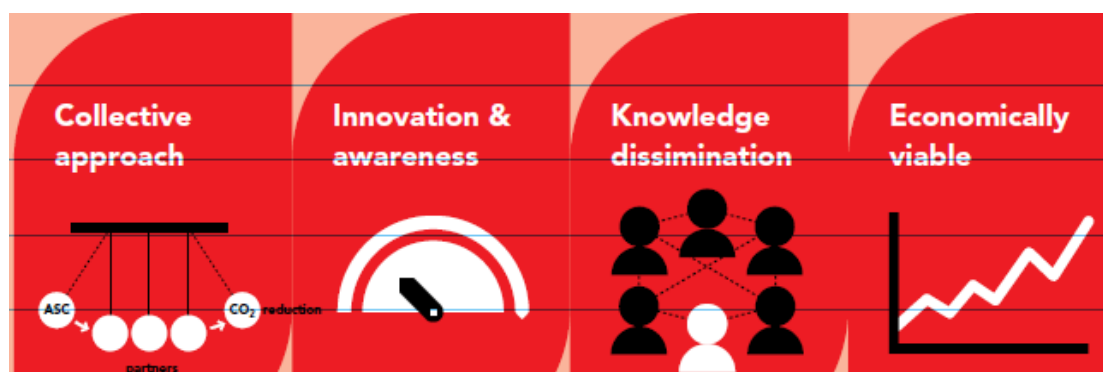 Collective
approach
Innovation &
awareness
Knowledge
dissimination
Economically
viable
ASC
CO₂ reduction
partners